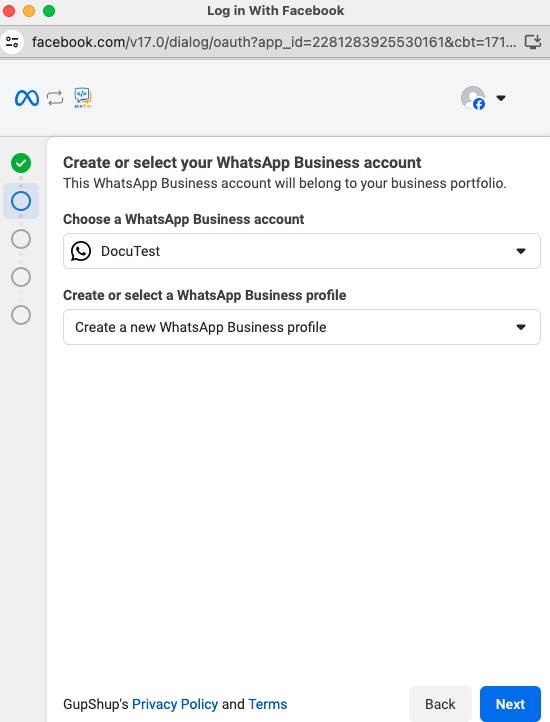 Log in With Facebook
facebook.com/v17.0/dialog/oauth?app_id=2281283925530161&cbt=171...
Create or select your WhatsApp Business account
This WhatsApp Business account will belong to your business portfolio.
Choose a WhatsApp Business account
DocuTest
Create or select a WhatsApp Business profile
Create a new WhatsApp Business profile
GupShup's Privacy Policy and Terms
Back
Next